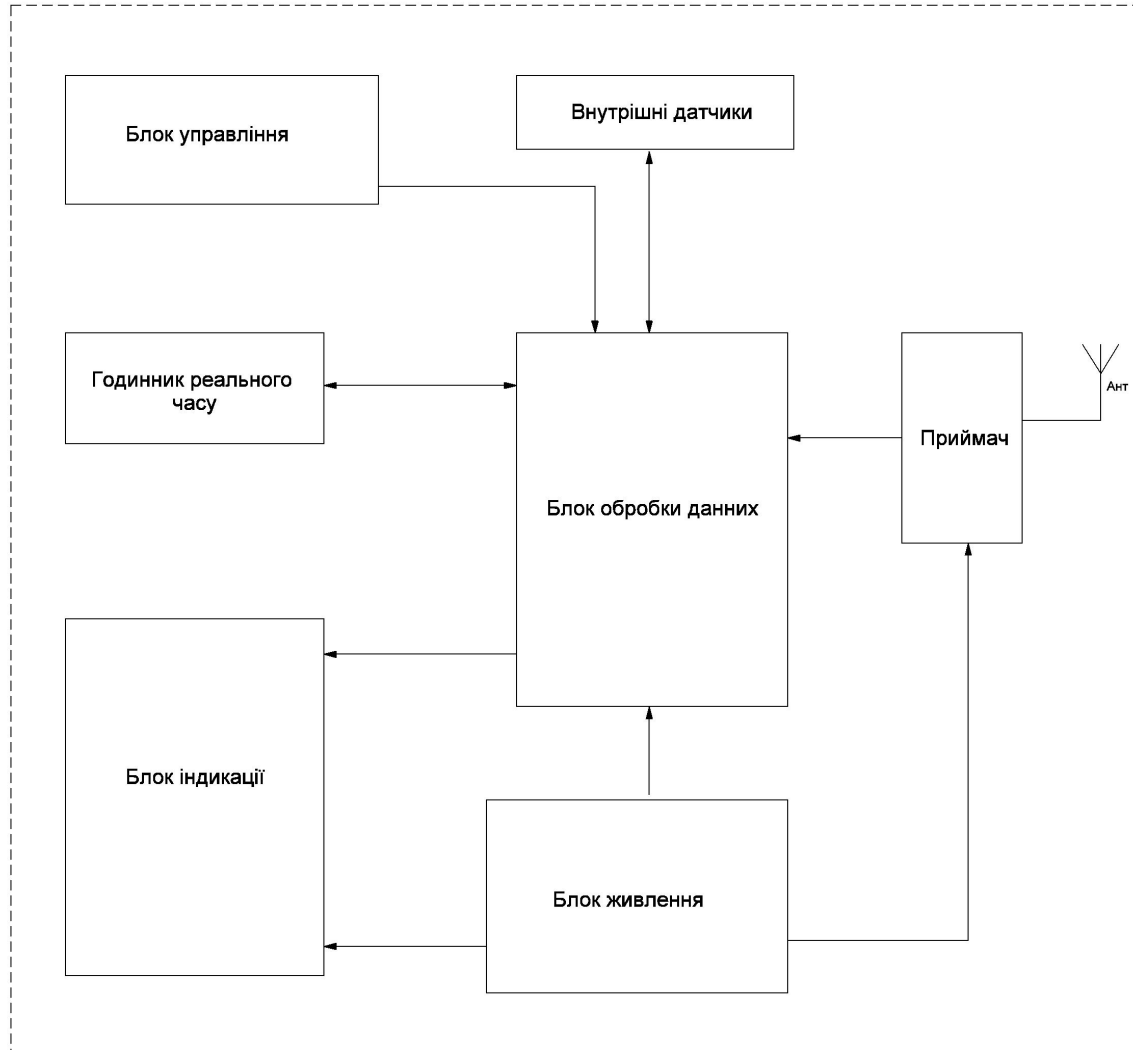 Блок управління
Внутрішні датчики
Годинник реального
часу
Ант
Приймач
Блок обробки данних
Блок індикації
Блок живлення